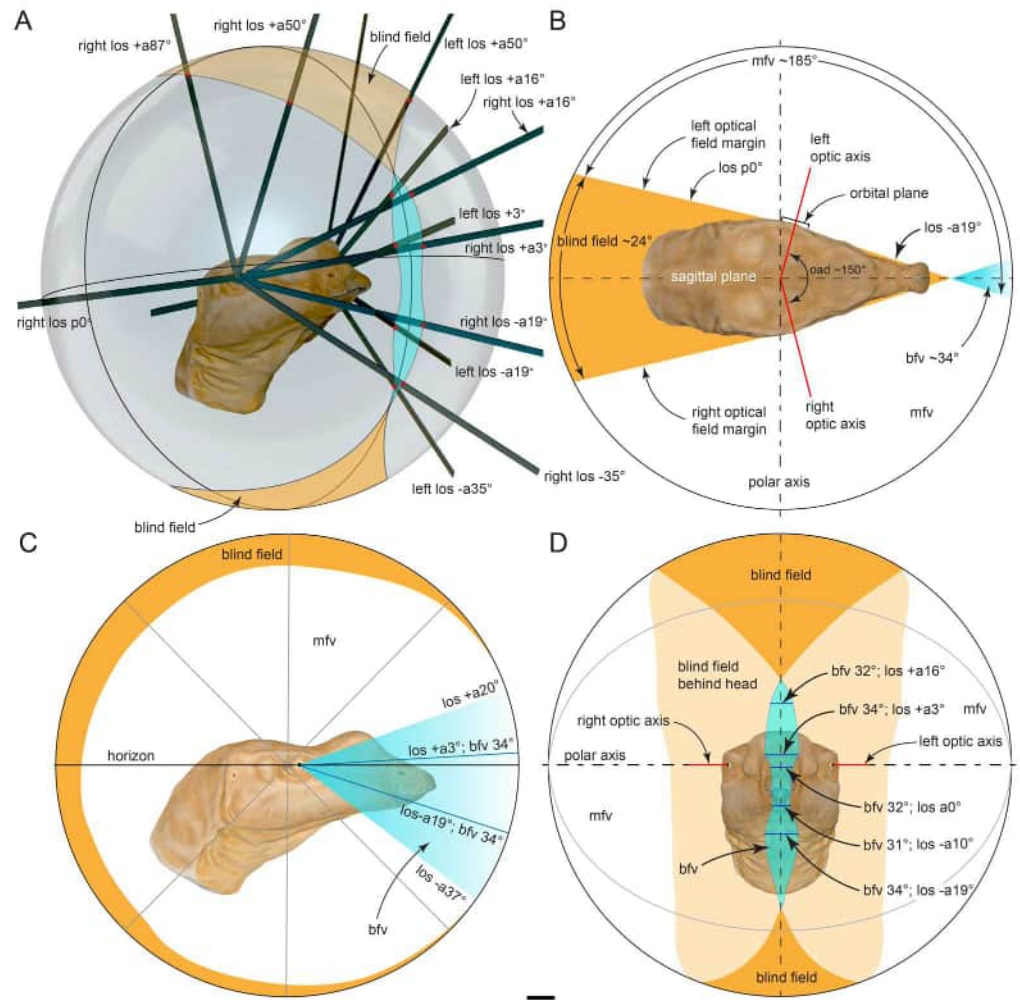 A
right los +a87°
right los +a50°
blind field
left los +a50°
left los +a16°
right los +a16°
left los +3°
right los +a3°
right los p0°
right los -a19°
left los -a19°
right los -35°
left los -a35°
blind field
B
mfv ~185°
left optical
field margin
los p0°
left
optic axis
orbital plane
los -a19°
blind field ~24°
sagittal plane
oad ~150°
bfv ~34°
right optical
field margin
right
optic axis
mfv
polar axis
C
blind field
mfv
los +a20°
los +a3°; bfv 34°
horizon
los-a19°; bfv 34°
los -a37°
bfv
D
blind field
blind field
behind head
bfv 32°; los +a16°
mfv
bfv 34°; los +a3°
right optic axis
left optic axis
polar axis
bfv 32°; los a0°
mfv
bfv 31°; los -a10°
bfv
bfv 34°; los -a19°
blind field